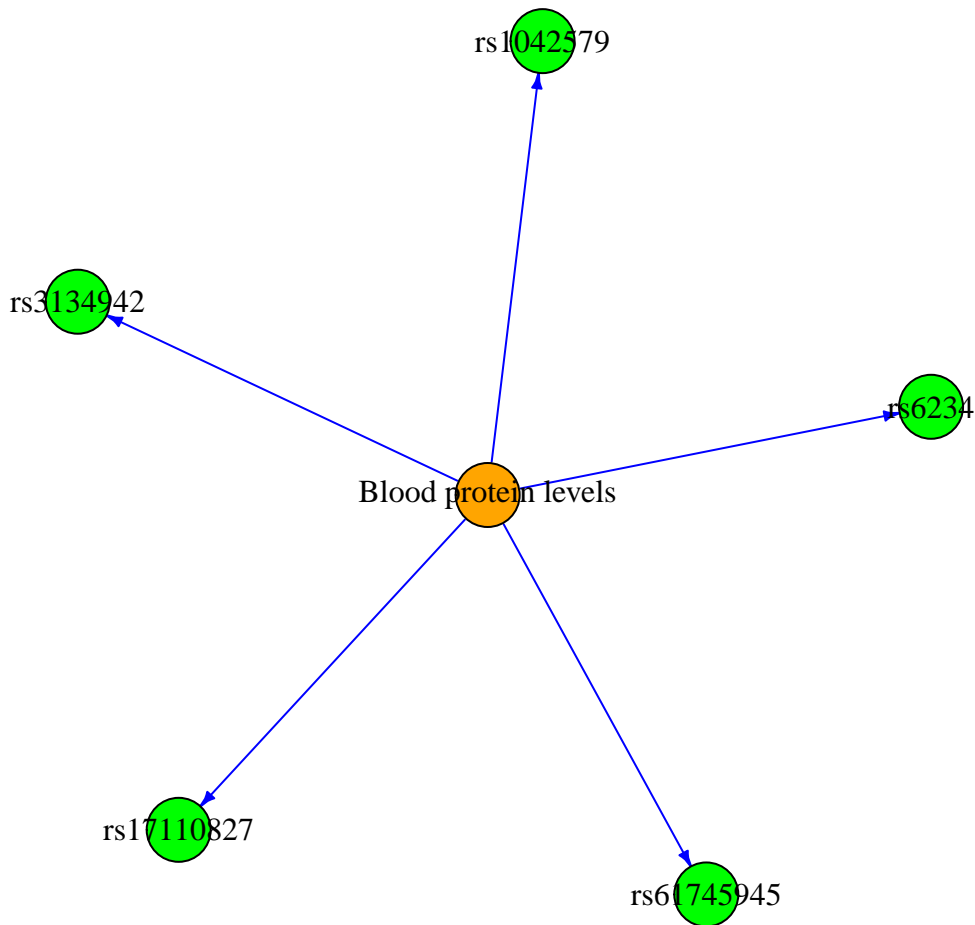 rs1042579
rs3134942
rs6234
Blood protein levels
rs17110827
rs61745945